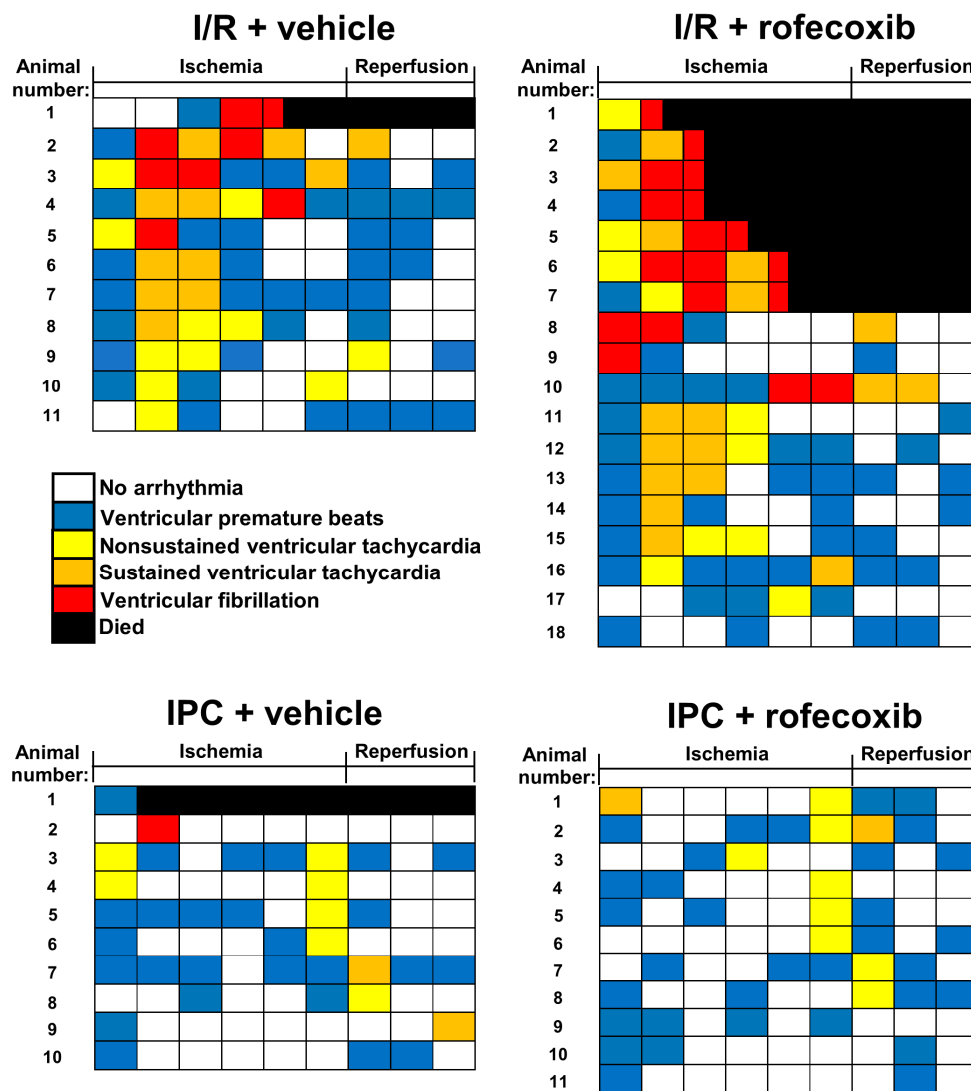 I/R + vehicle
Animal number:
Ischemia
Reperfusion
1
2
3
4
5
6
7
8
9
10
11
I/R + rofecoxib
Animal number:
Ischemia
Reperfusion
1
2
3
4
5
6
7
8
9
10
11
12
13
14
15
16
17
18
No arrhythmia
Ventricular premature beats
Nonsustained ventricular tachycardia
Sustained ventricular tachycardia
Ventricular fibrillation
Died
IPC + vehicle
Animal number:
Ischemia
Reperfusion
1
2
3
4
5
6
7
8
9
10
IPC + rofecoxib
Animal number:
Ischemia
Reperfusion
1
2
3
4
5
6
7
8
9
10
11